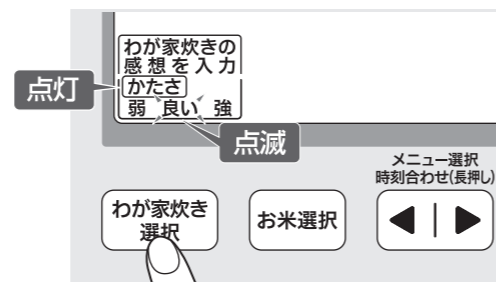 わが家炊きの
感想を入力
かたさ
弱 良い 強
点灯
点滅
メニュー選択
時刻合わせ(長押し)
わが家炊き
選択
お米選択